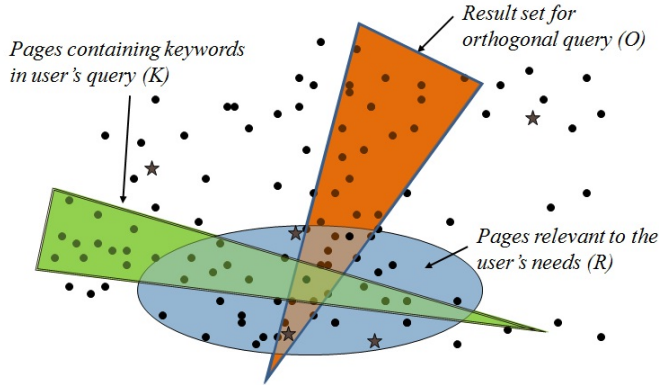 Result set for
orthogonal query (O)
Pages containing keywords
in user's query (K)
Pages relevant to the
user's needs (R)